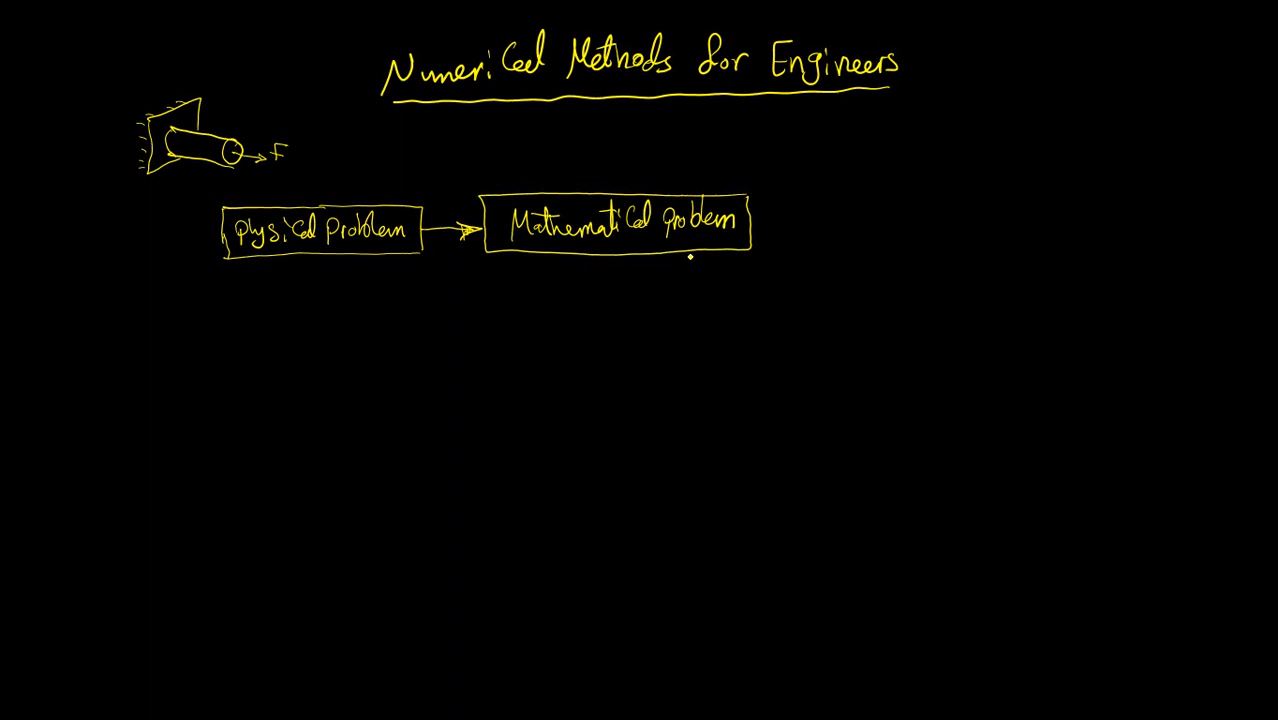 Numerical Methods for Engineers
F
Physical Problem
Mathematical problem